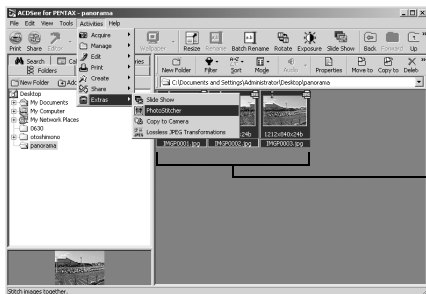 ACDSee for PENTAX - panorama
File Edit View Tools Activities Help
Print Share Editor Wallpaper Resize Rename Batch Rename Rotate Exposure Slide Show Back Forward Up
Acquire
Manage
Edit
Print
Create
Share
Extras
Search
Folders
New Folder
Desktop
My Documents
My Computer
My Network Places
0630
otoshimono
panorama
New Folder Filter Sort Mode Audio Properties Move to Copy to
C:\Documents and Settings\Administrator\Desktop\panorama
Slide Show
PhotoStitcher
Copy to Camera
Lossless JPEG Transformations
1212x840x24b
IMGP0001.jpg IMGP0002.jpg IMGP0003.jpg
Stitch images together.